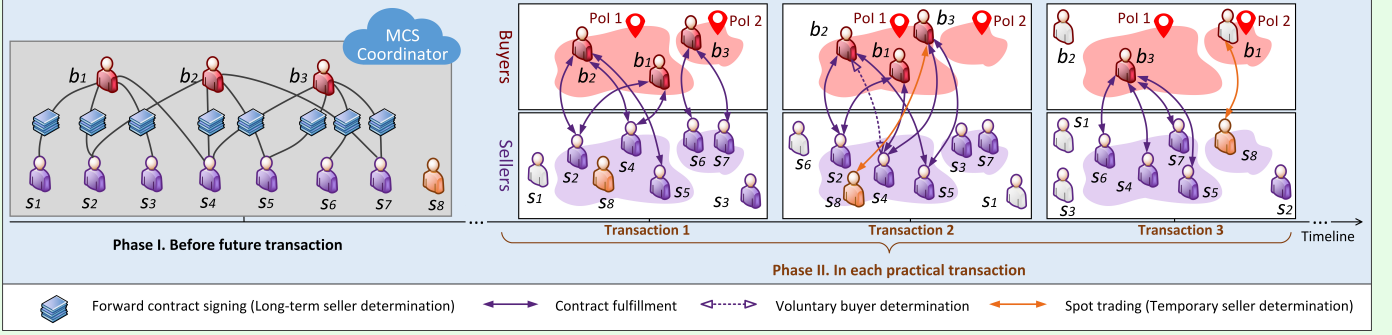 MCS
Coordinator
b1
b2
b3
s1
s2
s3
s4
s5
s6
s7
s8
Phase I. Before future transaction
...
Buyers
Sellers
PoI 1
PoI 2
b2
b1
b3
s1
s2
s8
s4
s5
s6
s7
s3
Transaction 1
b2
PoI 1
b3
PoI 2
b1
s6
s2
s8
s4
s5
s3
s7
s1
Transaction 2
b2
PoI 1
PoI 2
b3
b1
s1
s3
s6
s4
s7
s5
s8
s2
Transaction 3
...
Timeline
Phase II. In each practical transaction
Forward contract signing (Long-term seller determination)
Contract fulfillment
Voluntary buyer determination
Spot trading (Temporary seller determination)